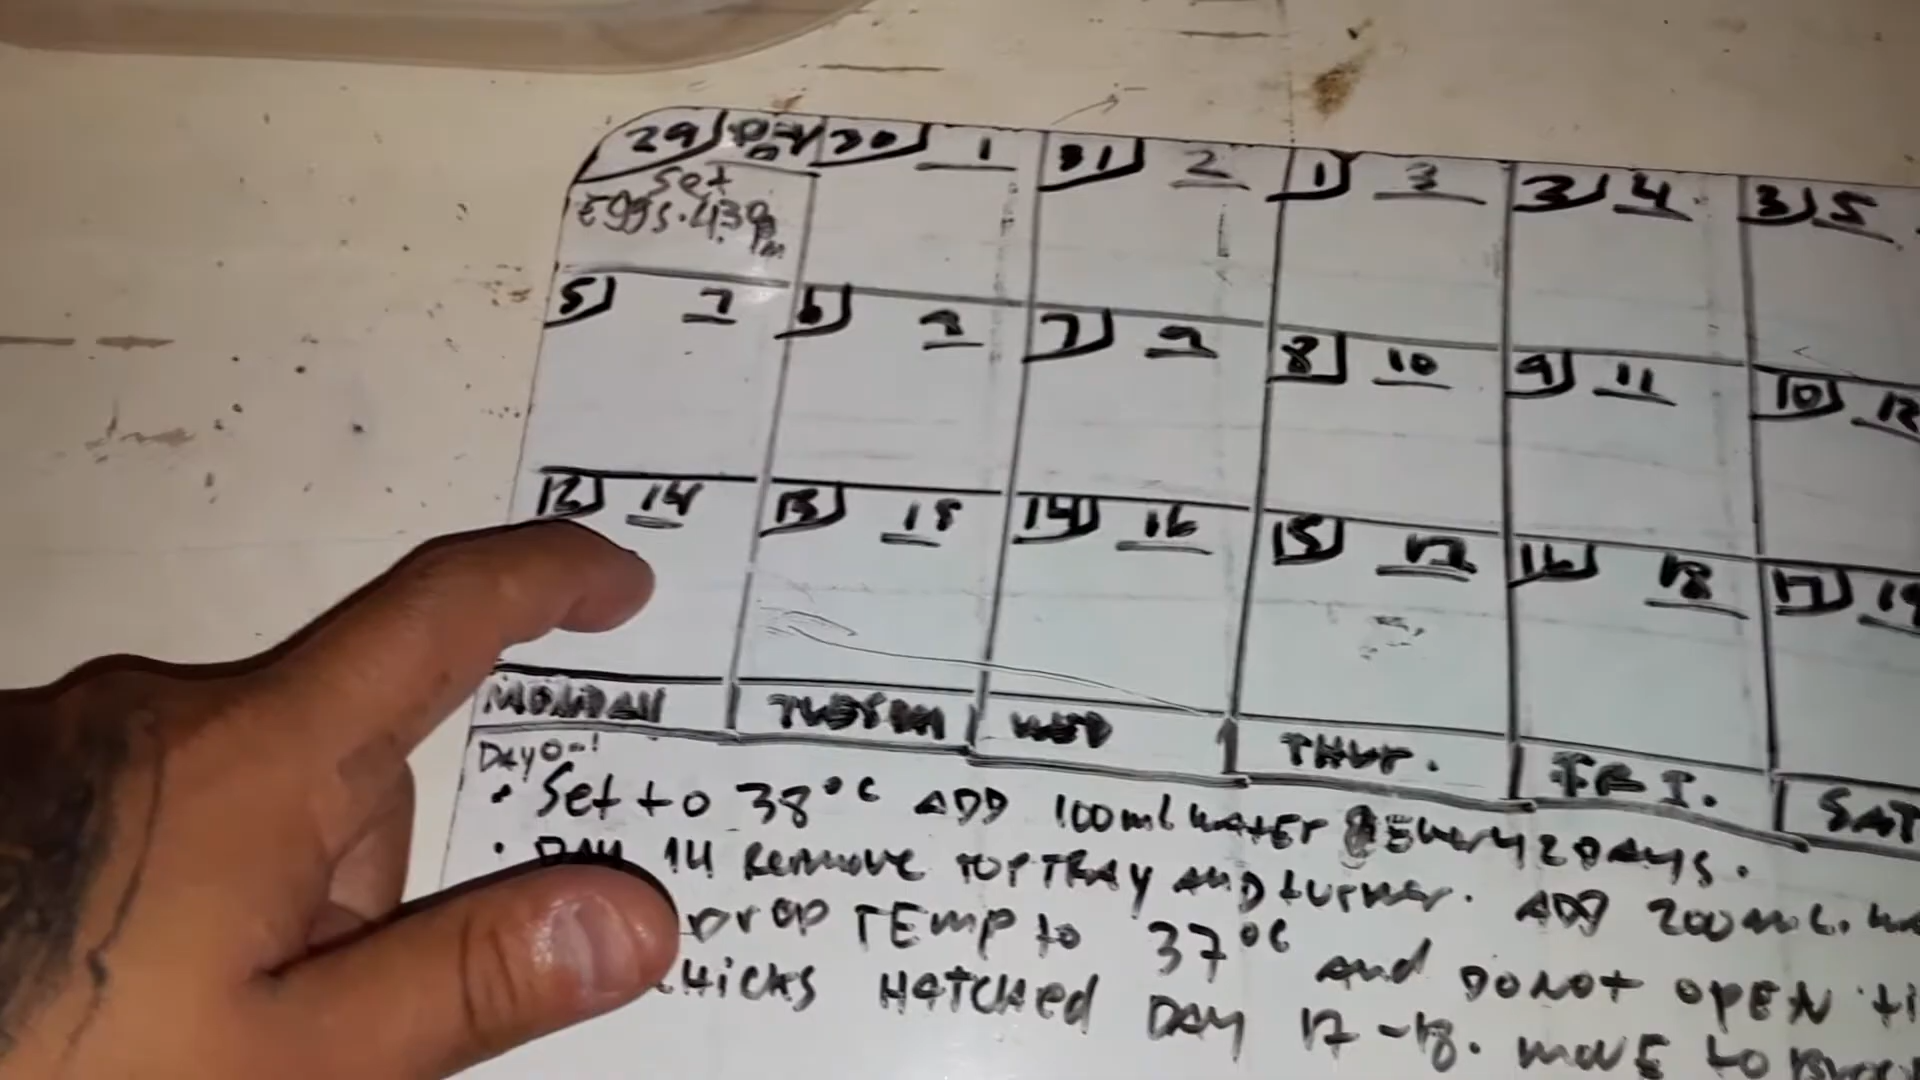 29 Day 0 30 1 31 2 1 3 3 4 3 5
Set
Eggs. 4.39
pm
5 7 6 8 7 9 8 10 9 11 10 12
12 14 13 15 14 16 15 17 16 18 17 19
MONDAY TUESDAY WED THUR. FRI. SAT
DAY 0-!
• Set to 38°C ADD 100mL WATER EVERY 2 DAYS.
• DAY 14 REMOVE TOP TRAY AND turner. ADD 200mL.
DROP TEMP to 37°C and DO NOT OPEN
CHICKS HATCHED DAY 17-18. MOVE to